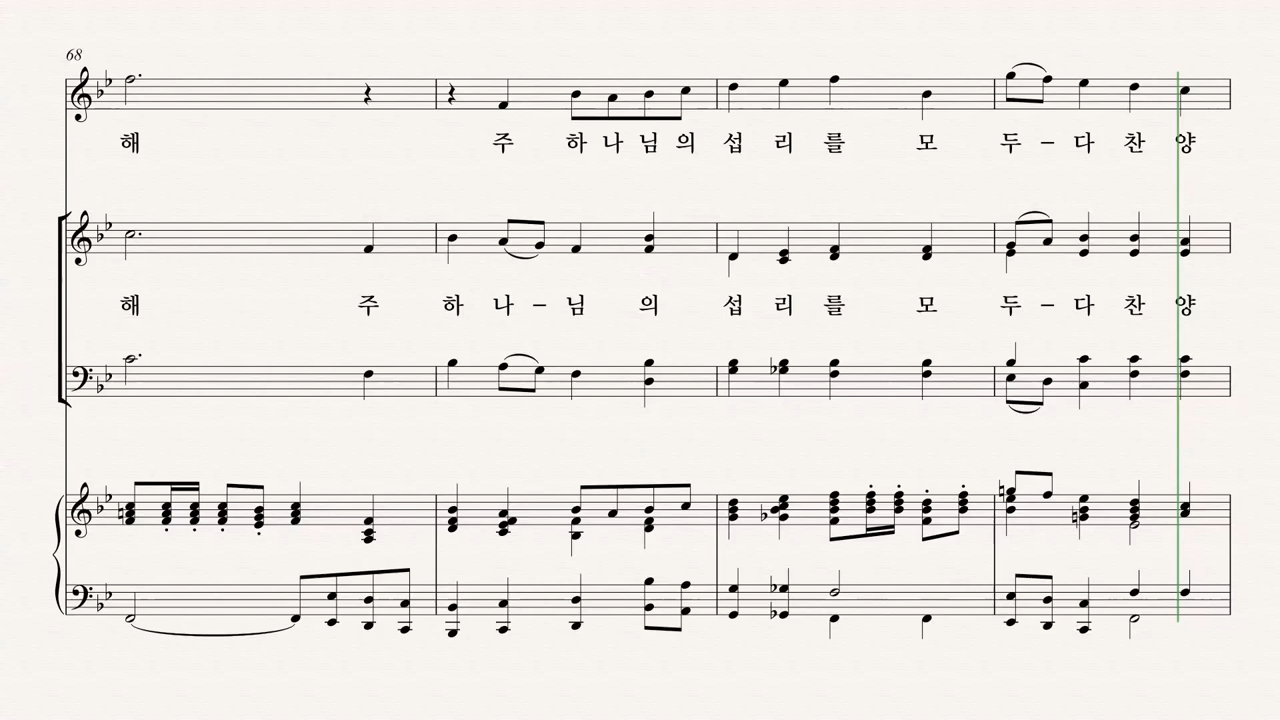 68
해 주 하 나 님 의 섭 리 를 모 두 – 다 찬 양
해 주 하 나 – 님 의 섭 리 를 모 두 – 다 찬 양